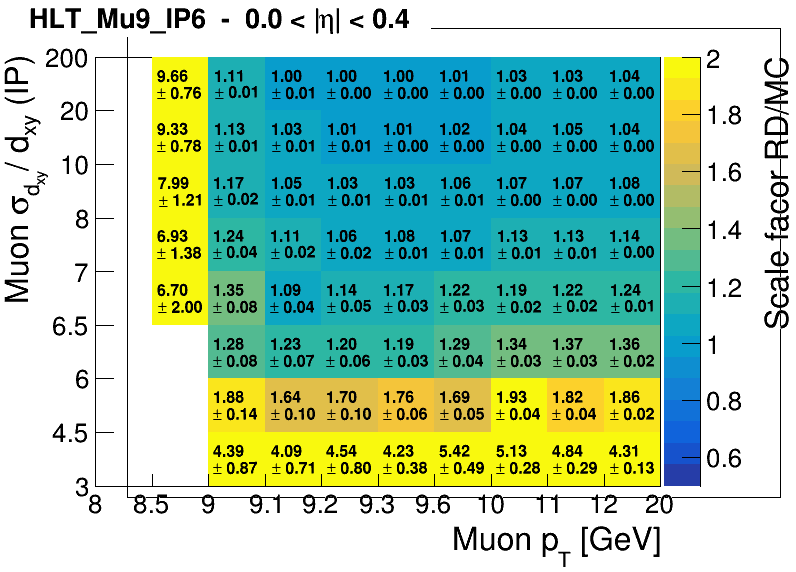 HLT_Mu9_IP6 - 0.0 < |η| < 0.4
Muon σ_{d_{xy}} / d_{xy} (IP)
Scale facor RD/MC
200
20
10
8
7
6.5
6
4.5
3
9.66 1.11 1.00 1.00 1.00 1.01 1.03 1.03 1.04
± 0.76 ± 0.01 ± 0.01 ± 0.00 ± 0.00 ± 0.00 ± 0.00 ± 0.00 ± 0.00
9.33 1.13 1.03 1.01 1.01 1.02 1.04 1.05 1.04
± 0.78 ± 0.01 ± 0.01 ± 0.01 ± 0.00 ± 0.00 ± 0.00 ± 0.00 ± 0.00
7.99 1.17 1.05 1.03 1.03 1.06 1.07 1.07 1.08
± 1.21 ± 0.02 ± 0.01 ± 0.01 ± 0.01 ± 0.01 ± 0.00 ± 0.00 ± 0.00
6.93 1.24 1.11 1.06 1.08 1.07 1.13 1.13 1.14
± 1.38 ± 0.04 ± 0.02 ± 0.02 ± 0.01 ± 0.01 ± 0.01 ± 0.01 ± 0.00
6.70 1.35 1.09 1.14 1.17 1.22 1.19 1.22 1.24
± 2.00 ± 0.08 ± 0.04 ± 0.05 ± 0.03 ± 0.03 ± 0.02 ± 0.02 ± 0.01
1.28 1.23 1.20 1.19 1.29 1.34 1.37 1.36
± 0.08 ± 0.07 ± 0.06 ± 0.03 ± 0.04 ± 0.03 ± 0.03 ± 0.02
1.88 1.64 1.70 1.76 1.69 1.93 1.82 1.86
± 0.14 ± 0.10 ± 0.10 ± 0.06 ± 0.05 ± 0.04 ± 0.04 ± 0.02
4.39 4.09 4.54 4.23 5.42 5.13 4.84 4.31
± 0.87 ± 0.71 ± 0.80 ± 0.38 ± 0.49 ± 0.28 ± 0.29 ± 0.13
8 8.5 9 9.1 9.2 9.3 9.6 10 11 12 20
Muon p_T [GeV]
2
1.8
1.6
1.4
1.2
1
0.8
0.6